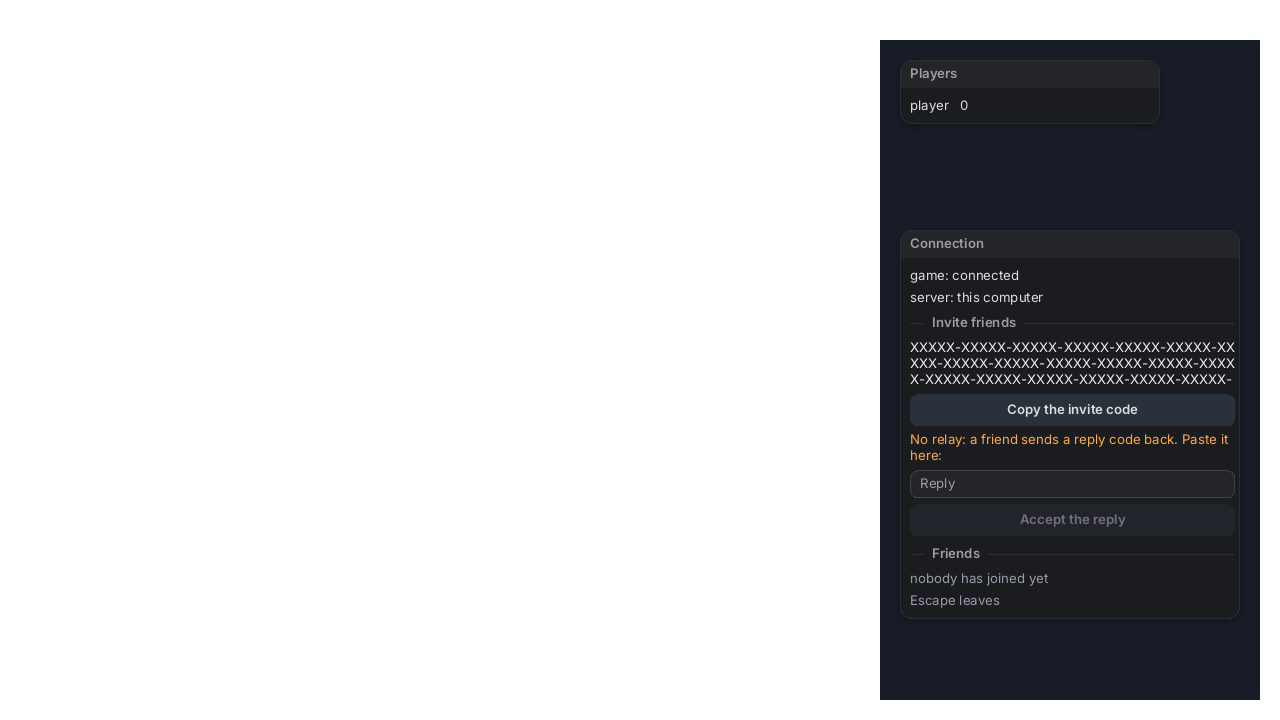 Players
player 0
Connection
game: connected
server: this computer
Invite friends
XXXXX-XXXXX-XXXXX-XXXXX-XXXXX-XXXXX-XX
XXX-XXXXX-XXXXX-XXXXX-XXXXX-XXXXX-XXXX
X-XXXXX-XXXXX-XXXXX-XXXXX-XXXXX-XXXXX-
Copy the invite code
No relay: a friend sends a reply code back. Paste it
here:
Reply
Accept the reply
Friends
nobody has joined yet
Escape leaves